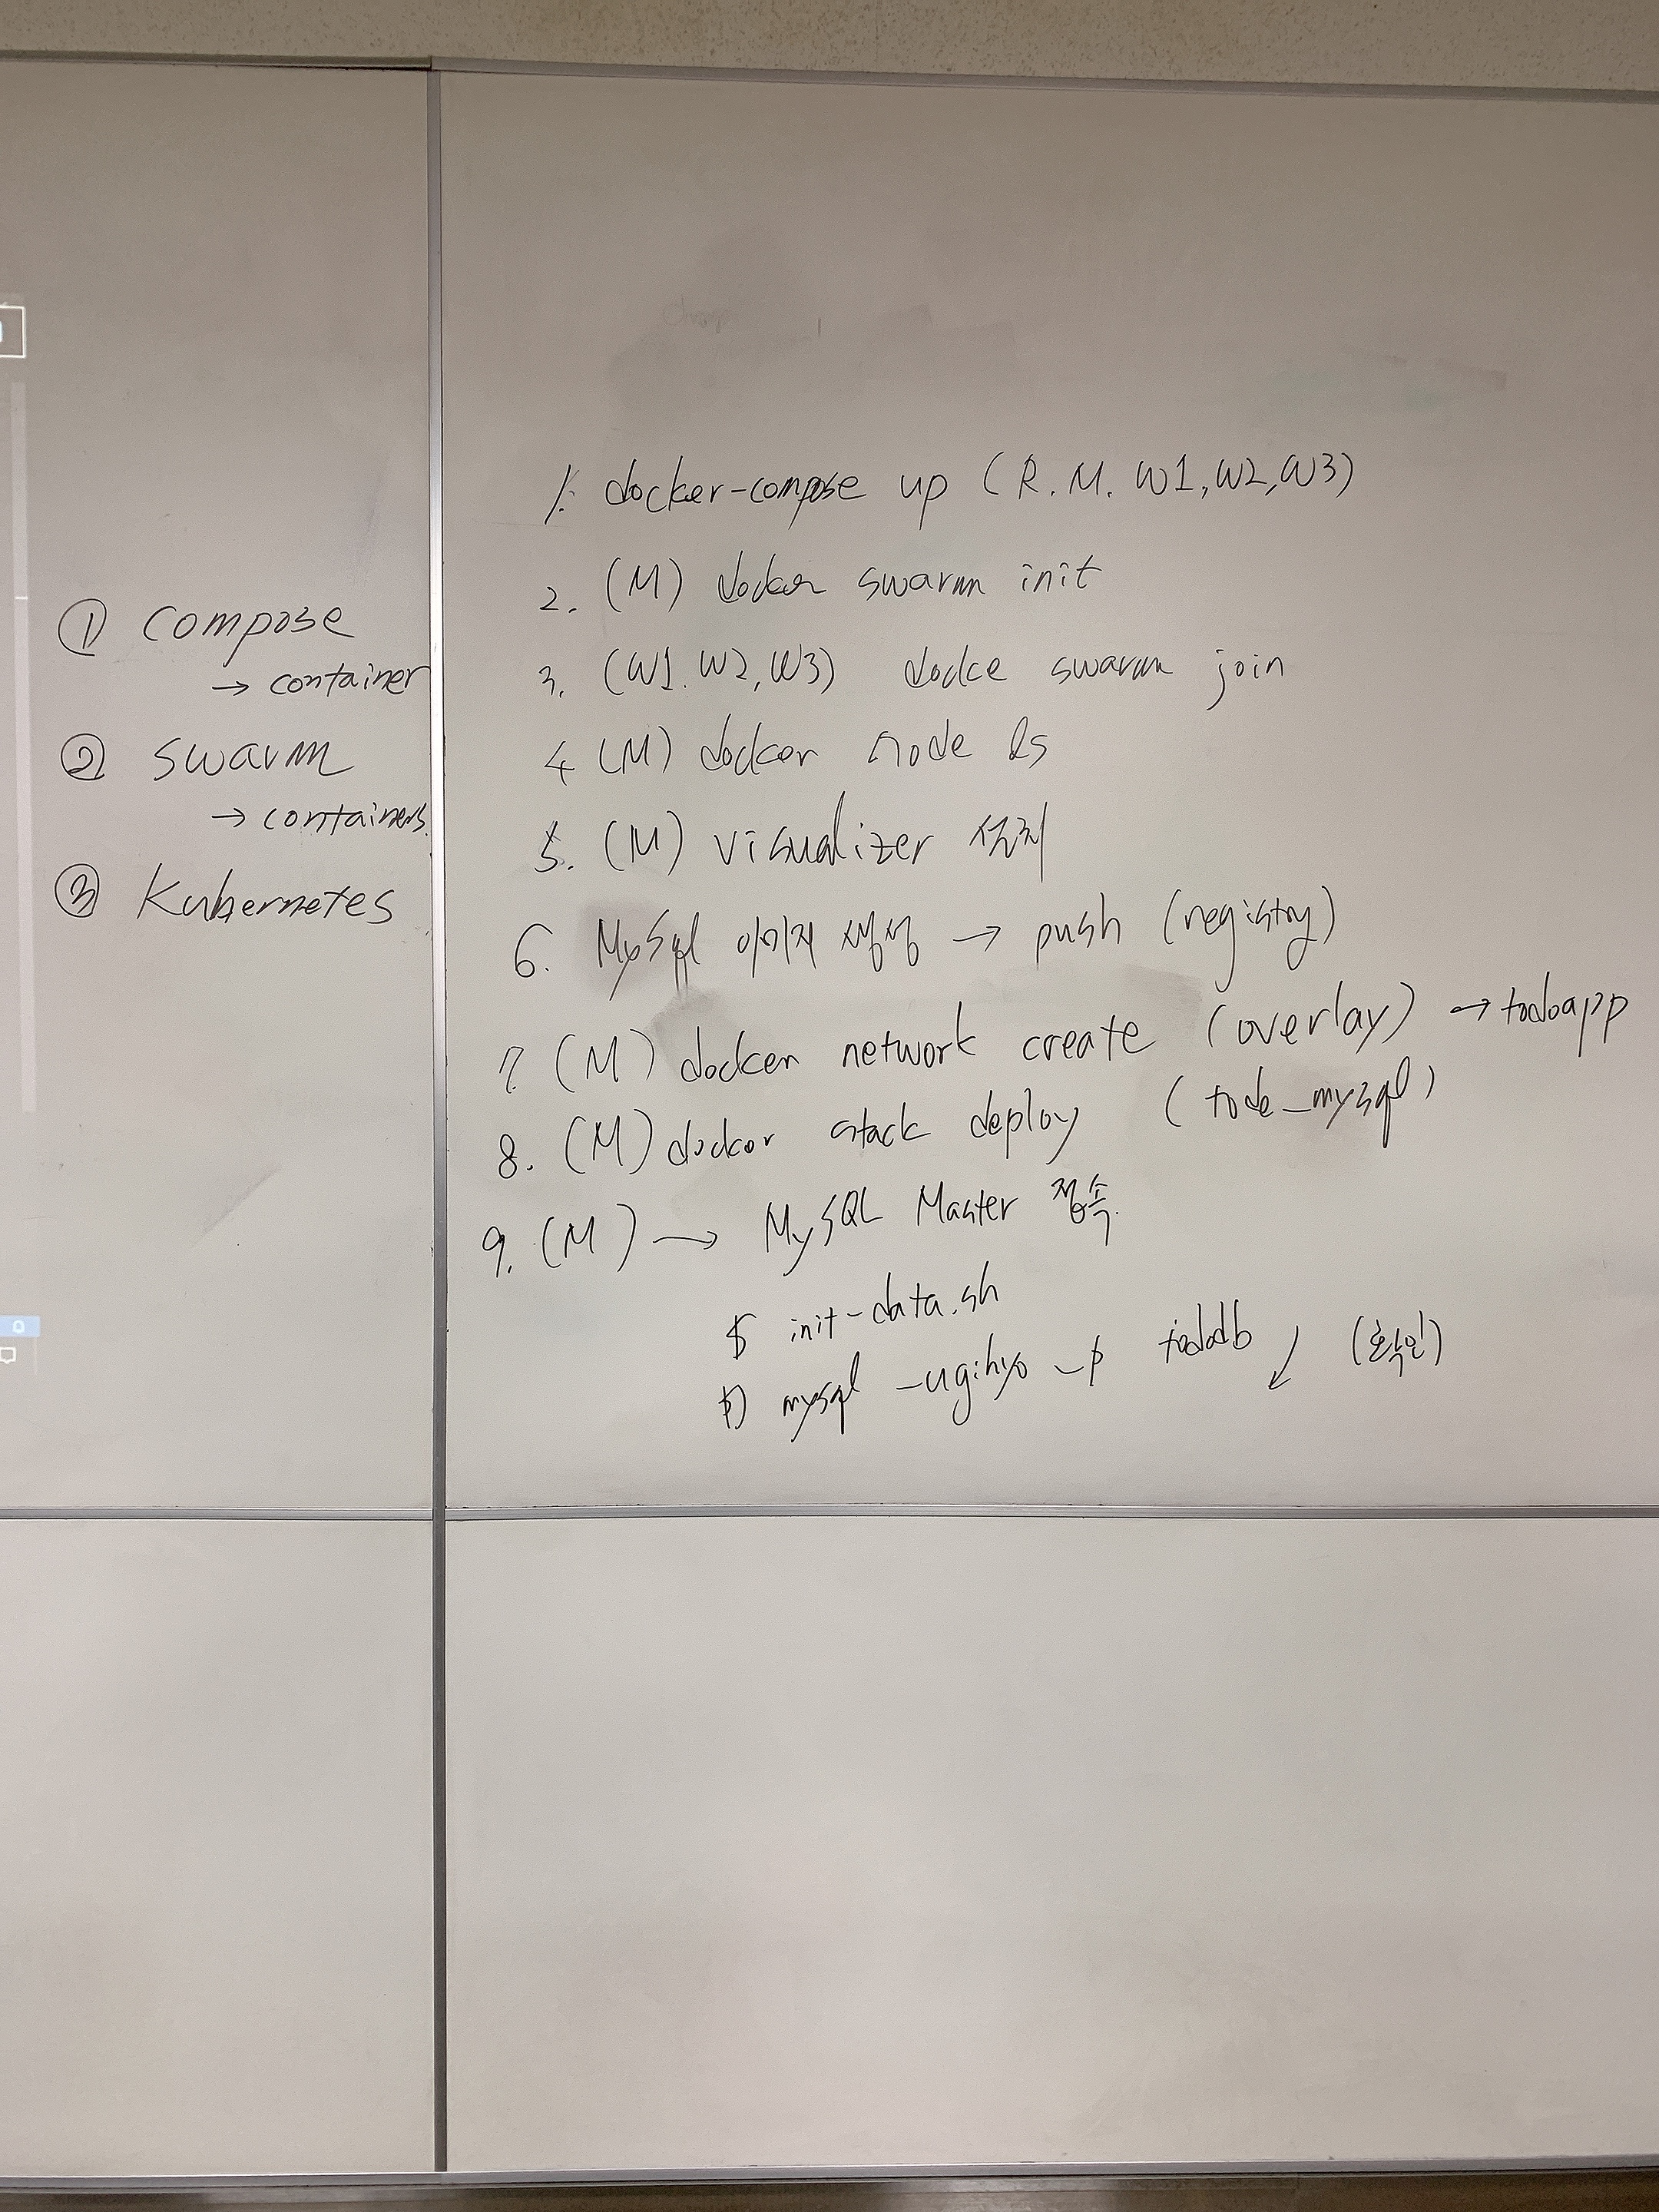 ① compose
→ container
② swarm
→ containers
③ Kubernetes
1. docker-compose up (R. M. W1, W2, W3)
2. (M) docker swarm init
3. (W1. W2, W3) docke swarm join
4 (M) docker node ls
5. (M) visualizer 설치
6. MySql 이미지 생성 → push (registry)
7. (M) docker network create (overlay) → todoapp
8. (M) docker stack deploy (tode_mysql)
9. (M) → MySQL Master 접속.
$ init-data.sh
$) mysql -ugihyo -p tododb ↙ (확인)